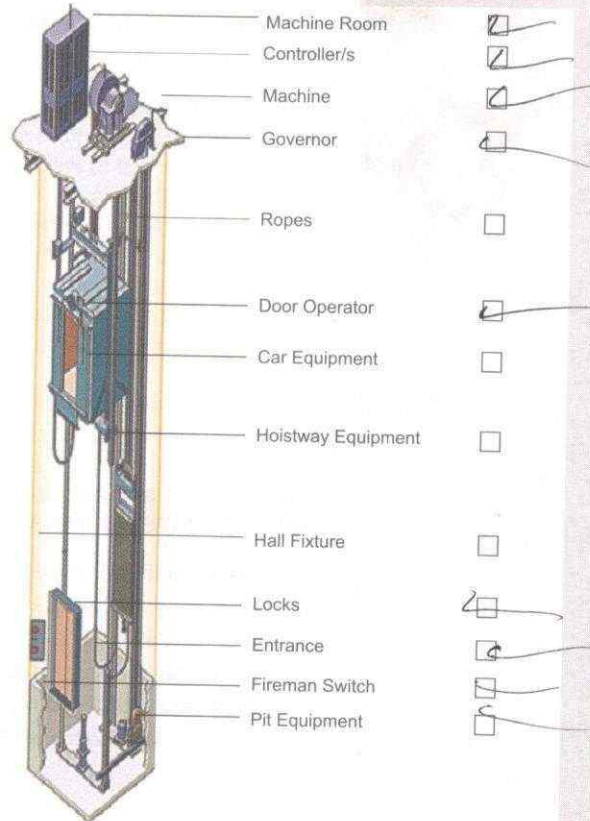 Machine Room
Controller/s
Machine
Governor
Ropes
Door Operator
Car Equipment
Hoistway Equipment
Hall Fixture
Locks
Entrance
Fireman Switch
Pit Equipment